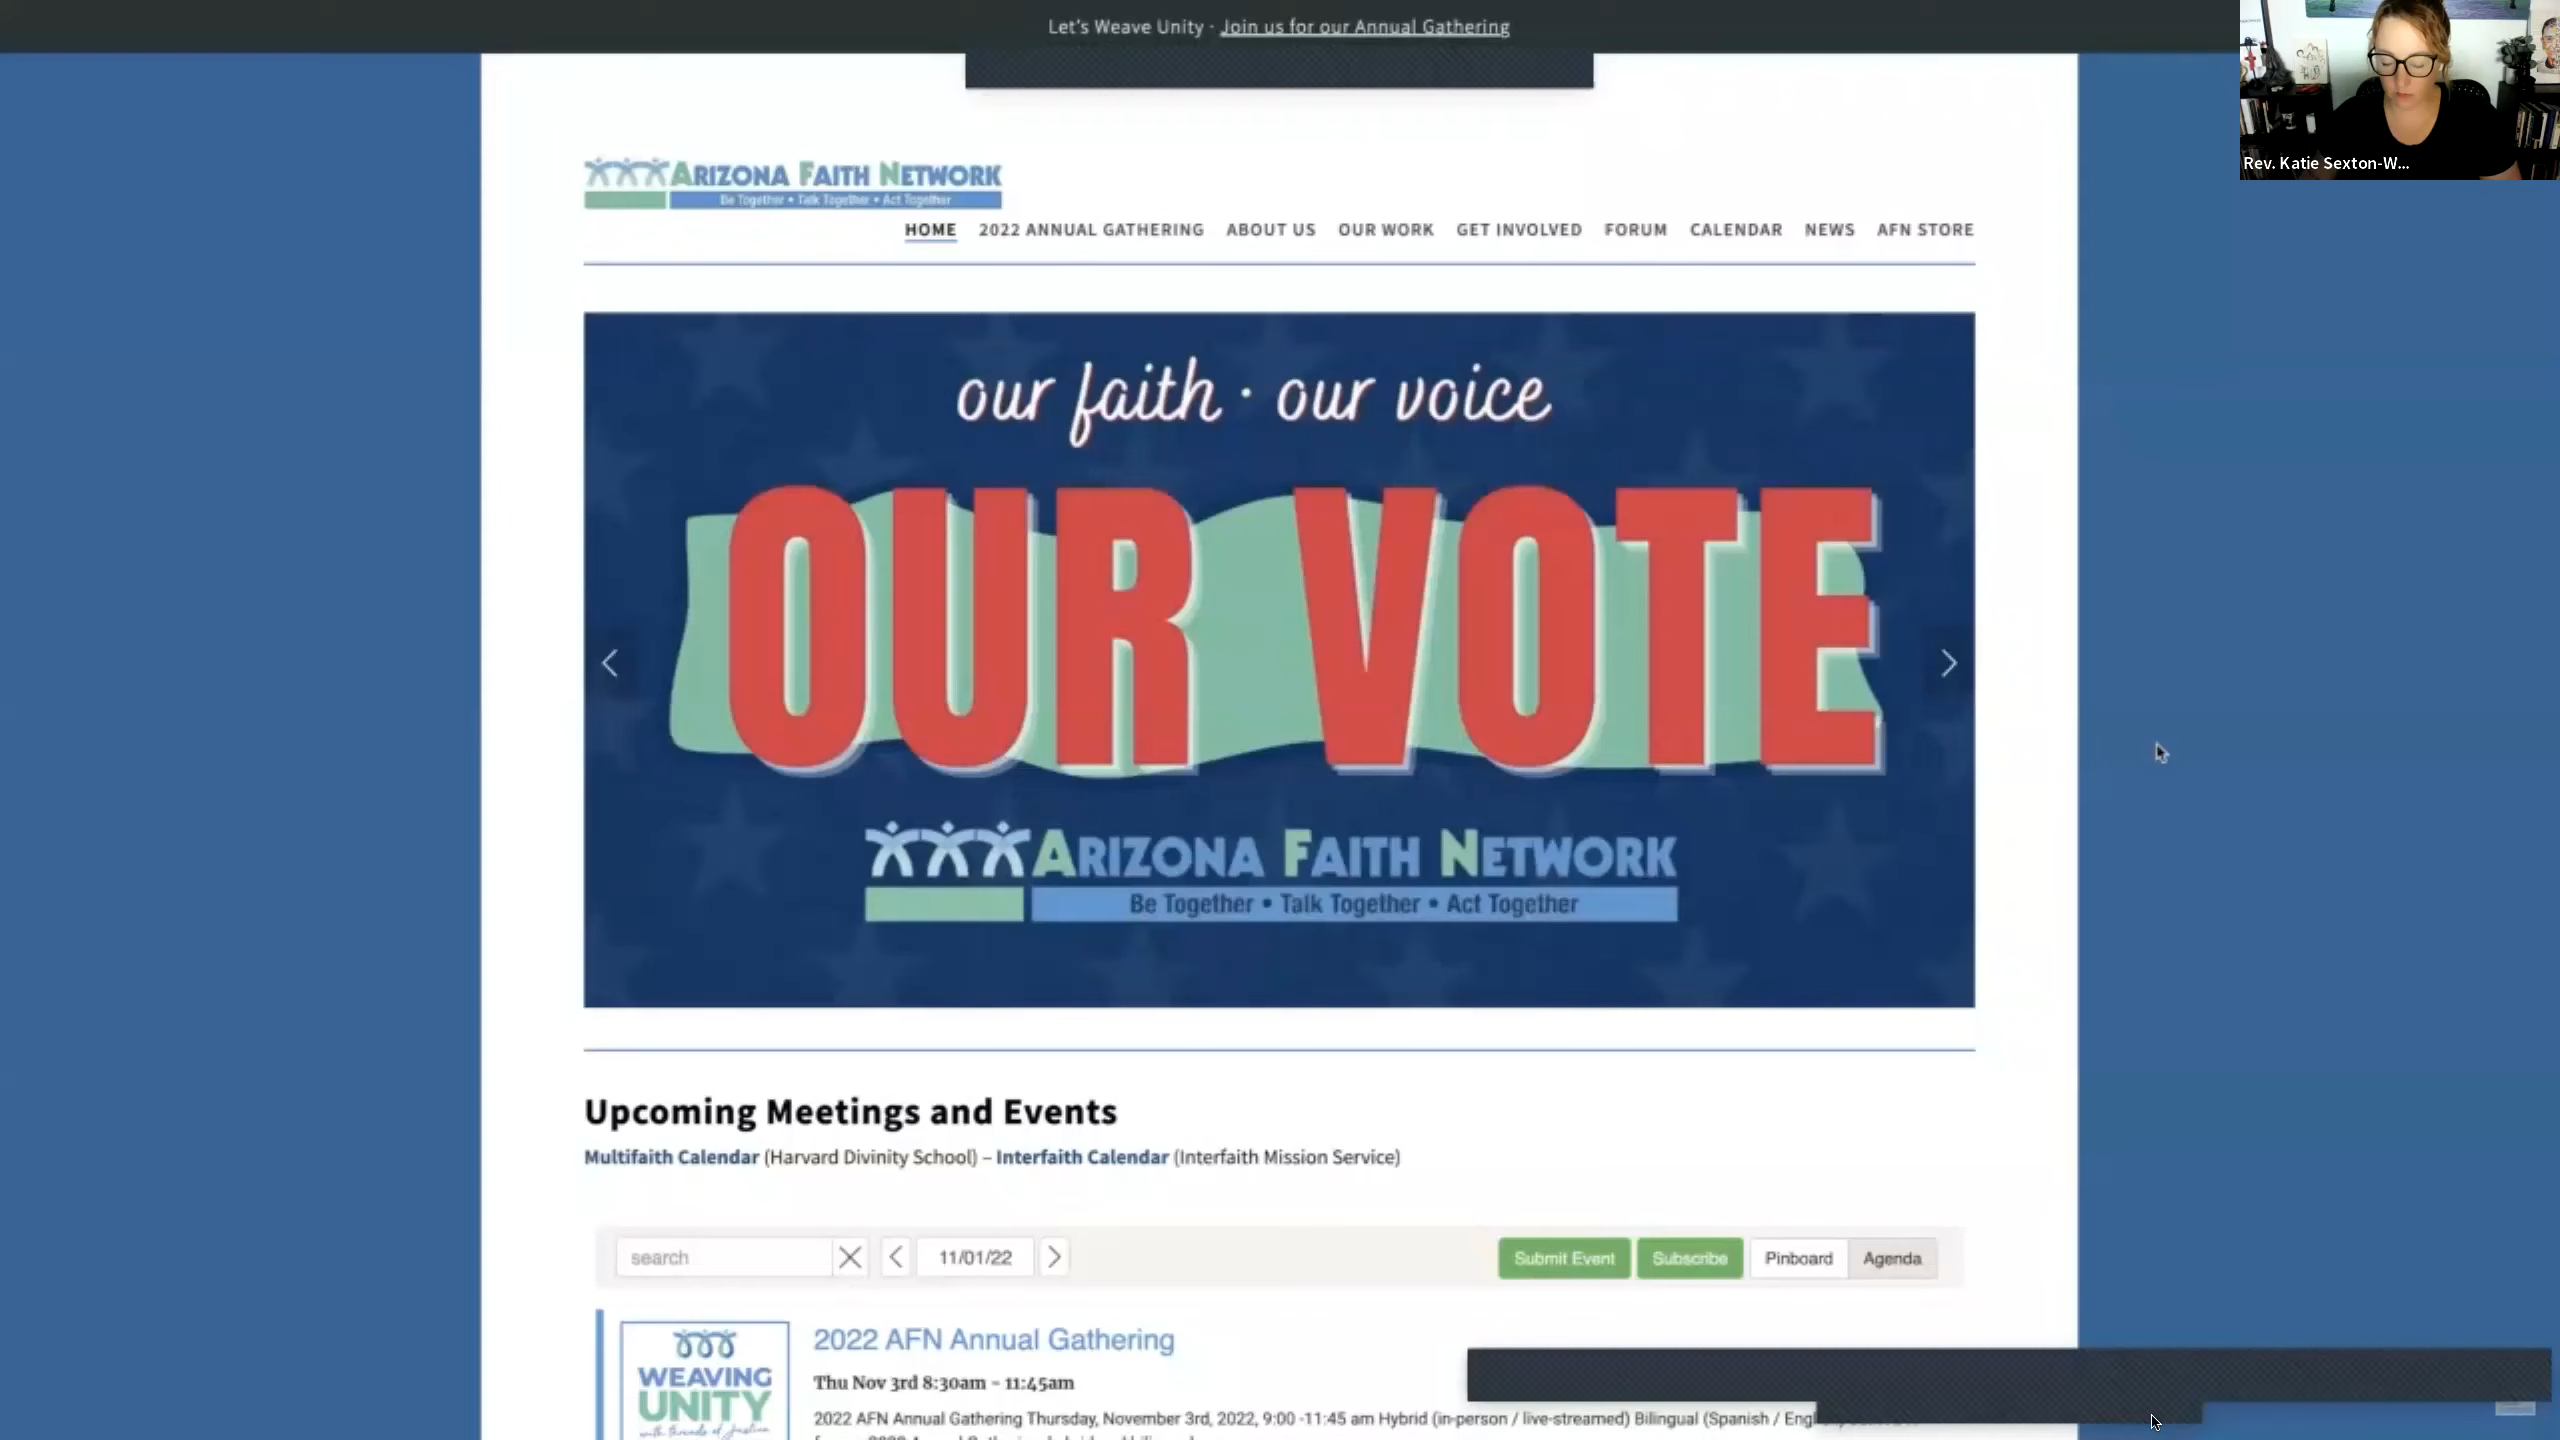 Let's Weave Unity - Join us for our Annual Gathering
Rev. Katie Sexton-W...
ARIZONA FAITH NETWORK
Be Together • Talk Together • Act Together
HOME 2022 ANNUAL GATHERING ABOUT US OUR WORK GET INVOLVED FORUM CALENDAR NEWS AFN STORE
our faith · our voice
OUR VOTE
ARIZONA FAITH NETWORK
Be Together • Talk Together • Act Together
Upcoming Meetings and Events
Multifaith Calendar (Harvard Divinity School) – Interfaith Calendar (Interfaith Mission Service)
search 11/01/22 Submit Event Subscribe Pinboard Agenda
2022 AFN Annual Gathering
WEAVING
UNITY
with threads of Justice
Thu Nov 3rd 8:30am - 11:45am
2022 AFN Annual Gathering Thursday, November 3rd, 2022, 9:00 -11:45 am Hybrid (in-person / live-streamed) Bilingual (Spanish / Engl